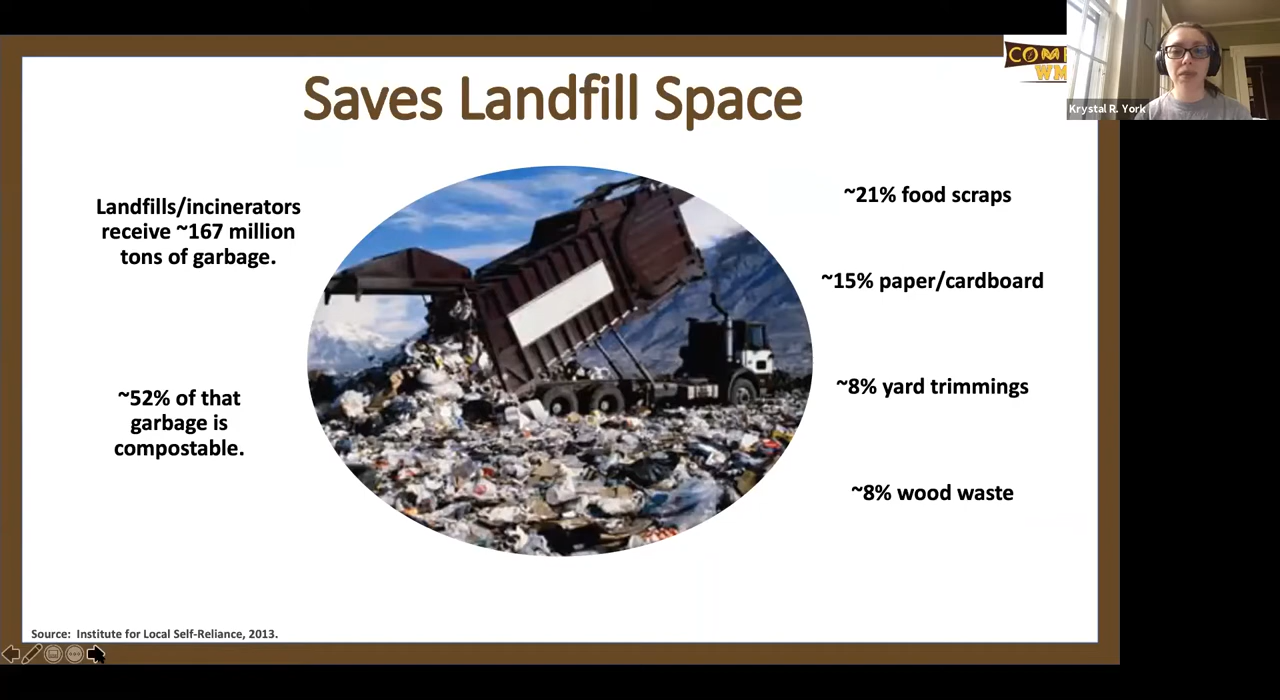 Saves Landfill Space
Landfills/incinerators
receive ~167 million
tons of garbage.
~52% of that
garbage is
compostable.
~21% food scraps
~15% paper/cardboard
~8% yard trimmings
~8% wood waste
Source: Institute for Local Self-Reliance, 2013.
Krystal R. York